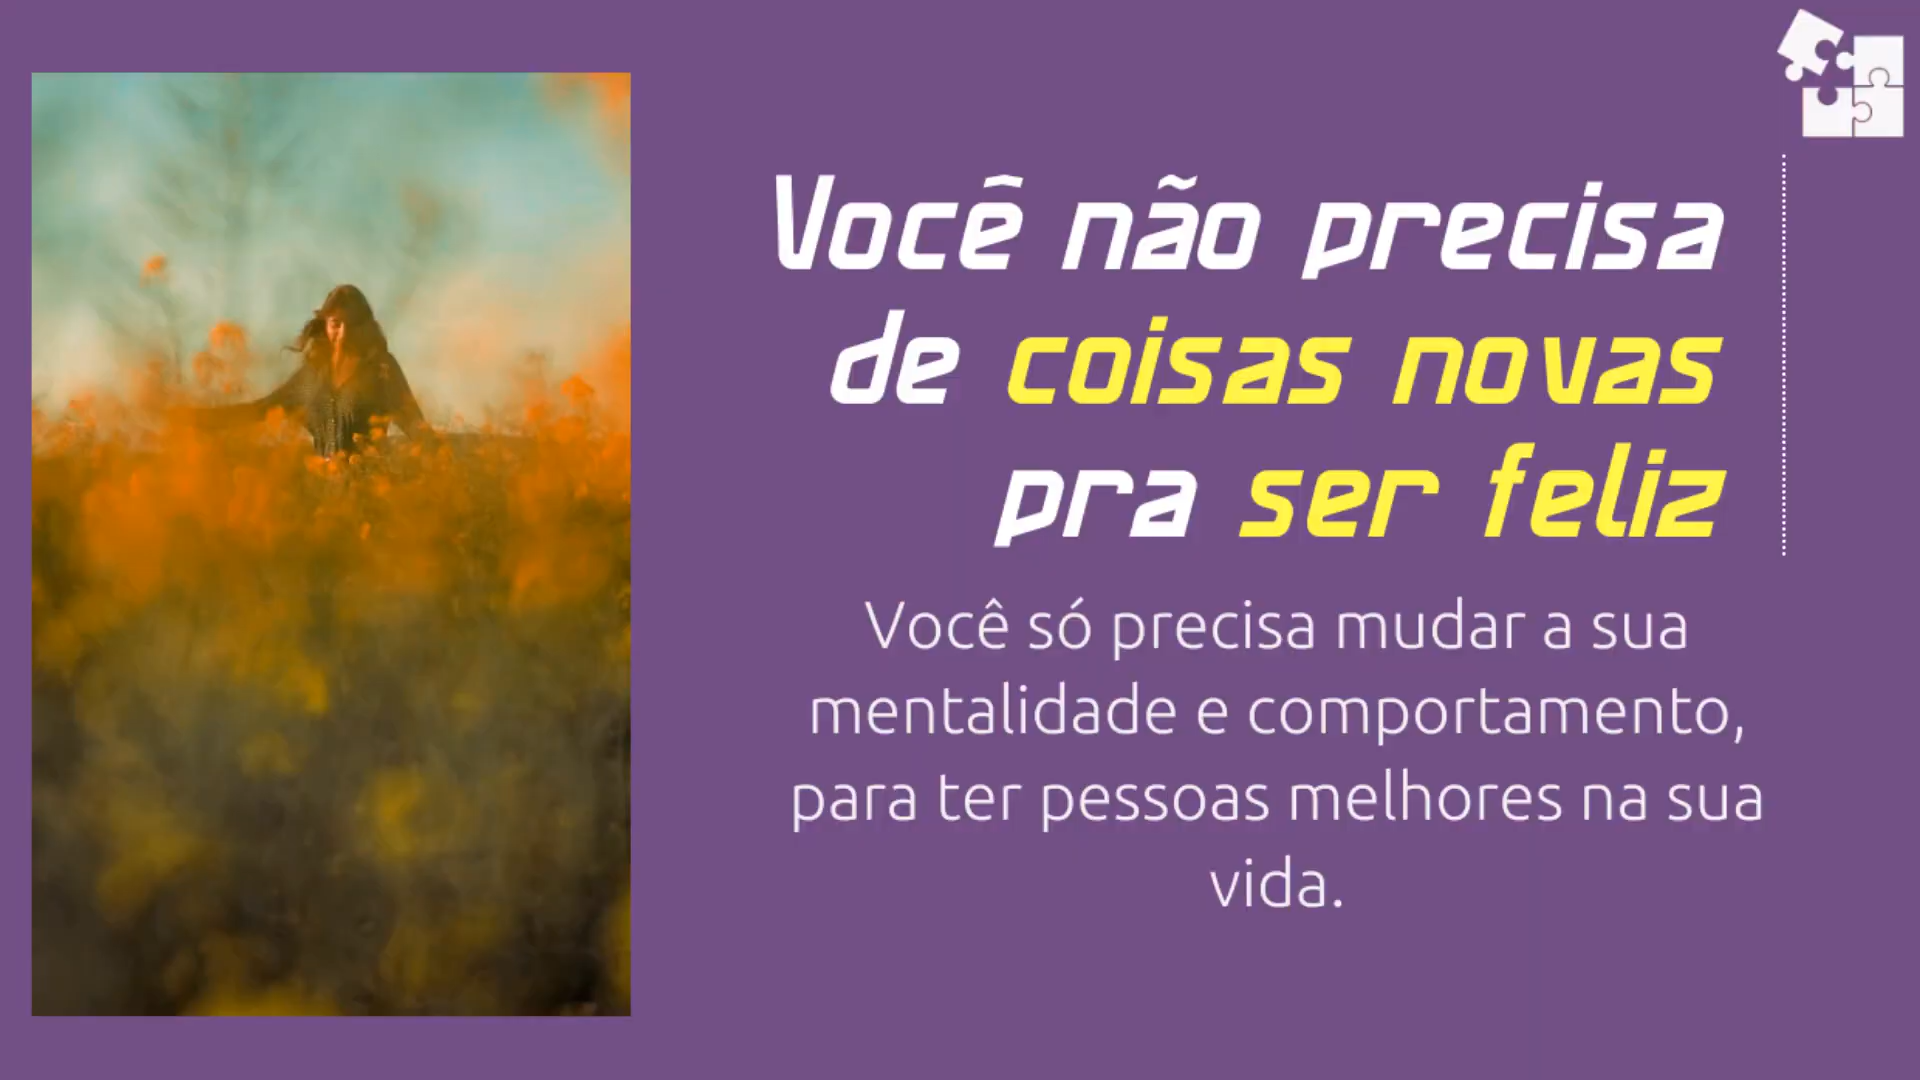 Você não precisa
de coisas novas
pra ser feliz
Você só precisa mudar a sua
mentalidade e comportamento,
para ter pessoas melhores na sua
vida.